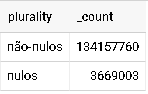 plurality _count
não-nulos 134157760
nulos 3669003